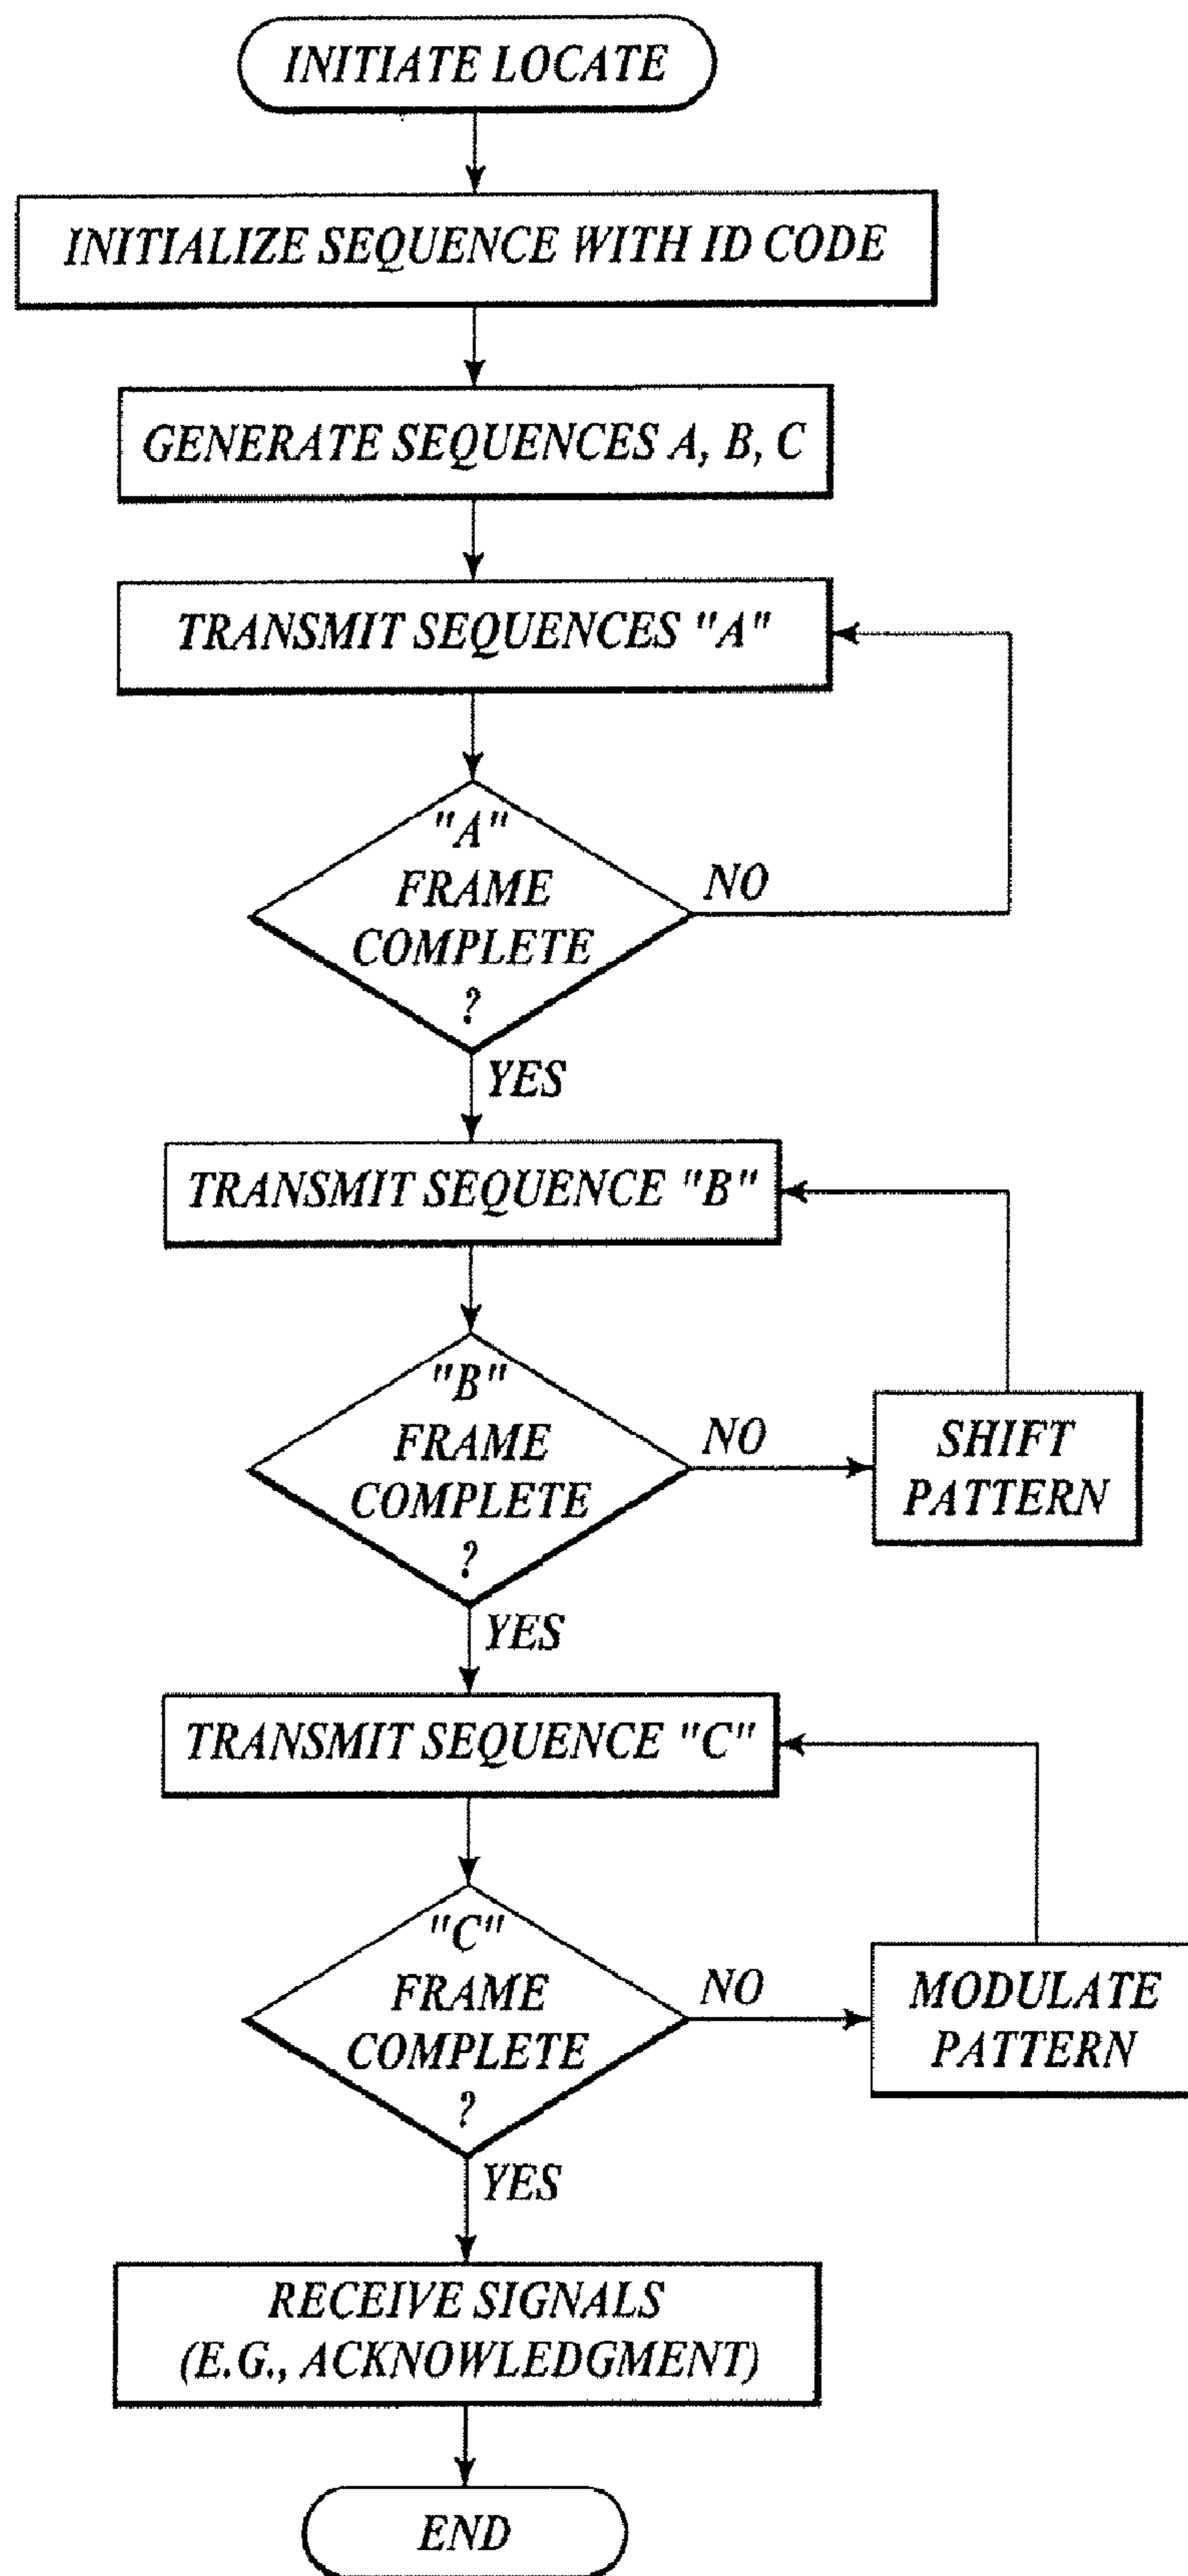 INITIATE LOCATE
INITIALIZE SEQUENCE WITH ID CODE
GENERATE SEQUENCES A, B, C
TRANSMIT SEQUENCES "A"
"A"
FRAME
COMPLETE
?
NO
YES
TRANSMIT SEQUENCE "B"
"B"
FRAME
COMPLETE
?
NO
SHIFT
PATTERN
YES
TRANSMIT SEQUENCE "C"
"C"
FRAME
COMPLETE
?
NO
MODULATE
PATTERN
YES
RECEIVE SIGNALS
(E.G., ACKNOWLEDGMENT)
END